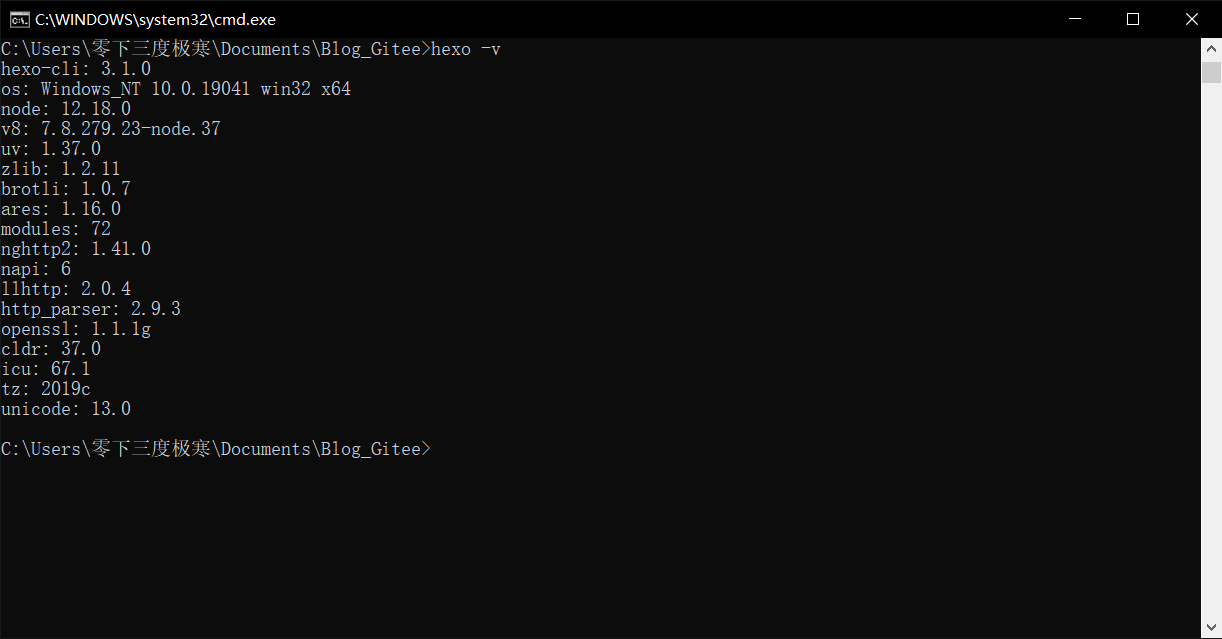 C:\WINDOWS\system32\cmd.exe
C:\Users\零下三度极寒\Documents\Blog_Gitee>hexo -v
hexo-cli: 3.1.0
os: Windows_NT 10.0.19041 win32 x64
node: 12.18.0
v8: 7.8.279.23-node.37
uv: 1.37.0
zlib: 1.2.11
brotli: 1.0.7
ares: 1.16.0
modules: 72
nghttp2: 1.41.0
napi: 6
llhttp: 2.0.4
http_parser: 2.9.3
openssl: 1.1.1g
cldr: 37.0
icu: 67.1
tz: 2019c
unicode: 13.0
C:\Users\零下三度极寒\Documents\Blog_Gitee>